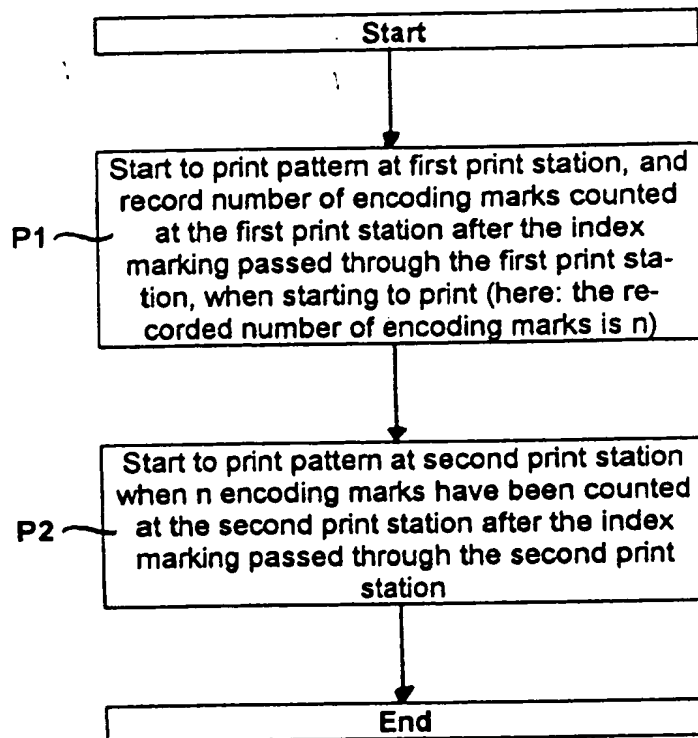 Start
Start to print pattern at first print station, and
record number of encoding marks counted
at the first print station after the index
P1
marking passed through the first print sta-
tion, when starting to print (here: the re-
corded number of encoding marks is n)
Start to print pattern at second print station
when n encoding marks have been counted
P2
at the second print station after the index
marking passed through the second print
station
End